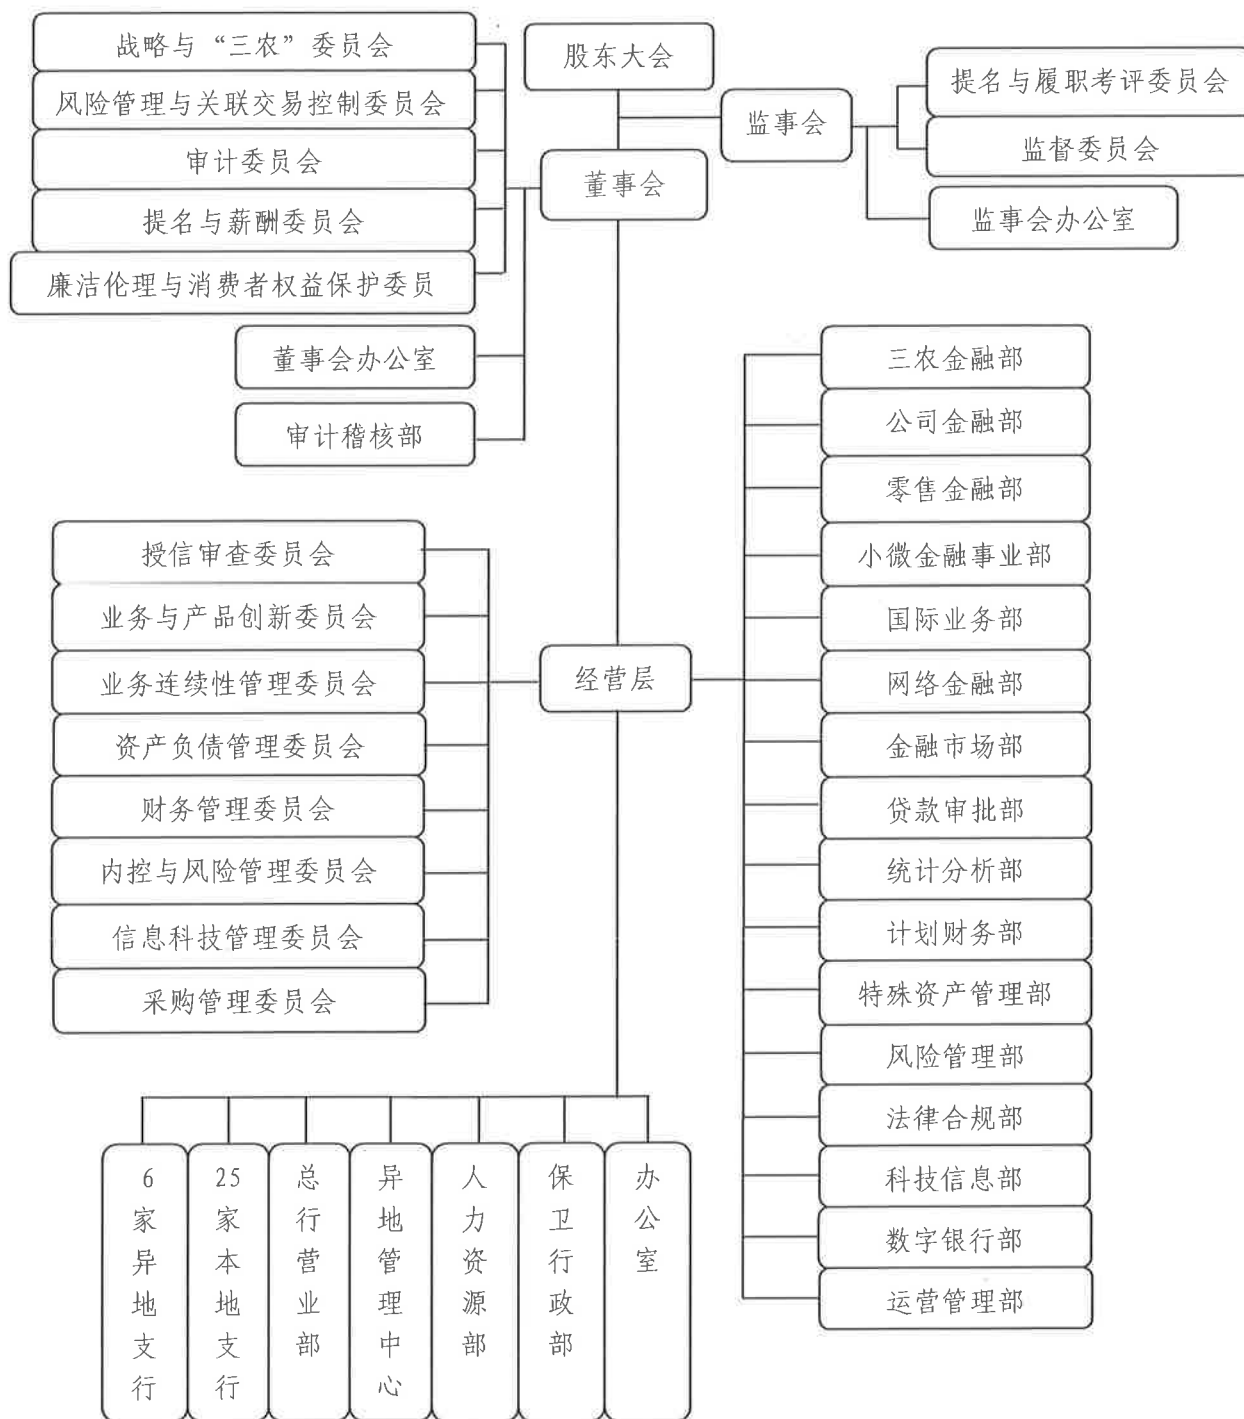 战略与“三农”委员会
风险管理与关联交易控制委员会
审计委员会
提名与薪酬委员会
廉洁伦理与消费者权益保护委员
董事会办公室
审计稽核部
股东大会
监事会
董事会
提名与履职考评委员会
监督委员会
监事会办公室
授信审查委员会
业务与产品创新委员会
业务连续性管理委员会
资产负债管理委员会
财务管理委员会
内控与风险管理委员会
信息科技管理委员会
采购管理委员会
经营层
三农金融部
公司金融部
零售金融部
小微金融事业部
国际业务部
网络金融部
金融市场部
贷款审批部
统计分析部
计划财务部
特殊资产管理部
风险管理部
法律合规部
科技信息部
数字银行部
运营管理部
6家异地支行
25家本地支行
总行营业部
异地管理中心
人力资源部
保卫行政部
办公室